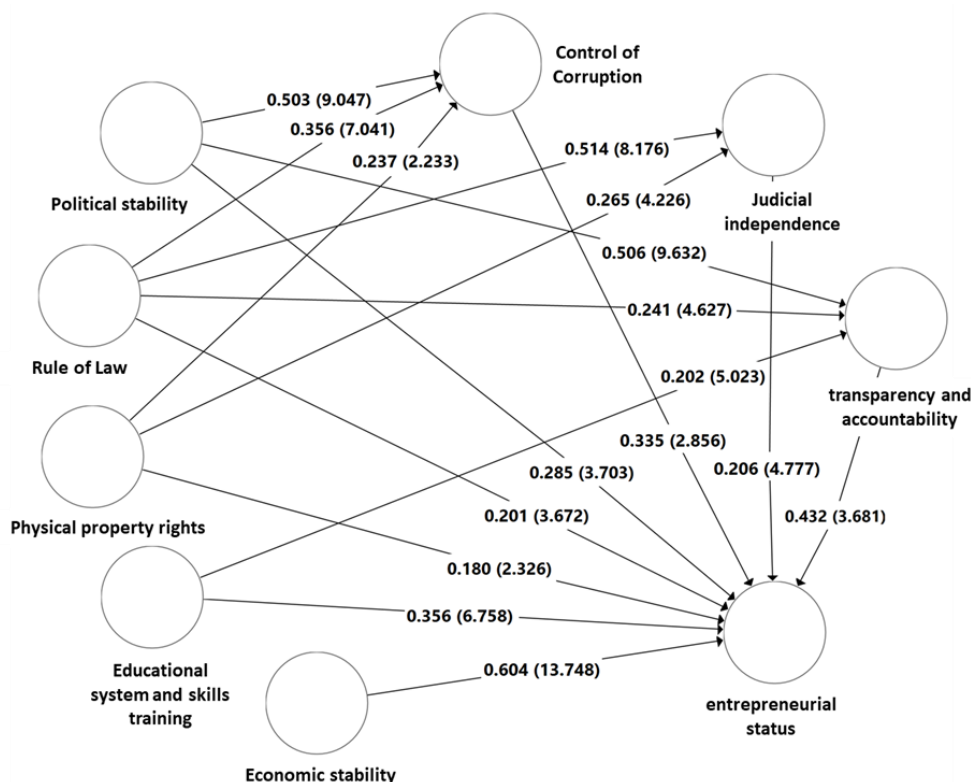 Control of
Corruption
0.503 (9.047)
0.356 (7.041)
0.237 (2.233)
0.514 (8.176)
Political stability
0.265 (4.226)
Judicial
independence
0.506 (9.632)
0.241 (4.627)
Rule of Law
0.202 (5.023)
transparency and
accountability
0.335 (2.856)
0.285 (3.703)
0.206 (4.777)
0.201 (3.672)
0.432 (3.681)
Physical property rights
0.180 (2.326)
0.356 (6.758)
Educational
system and skills
training
0.604 (13.748)
entrepreneurial
status
Economic stability